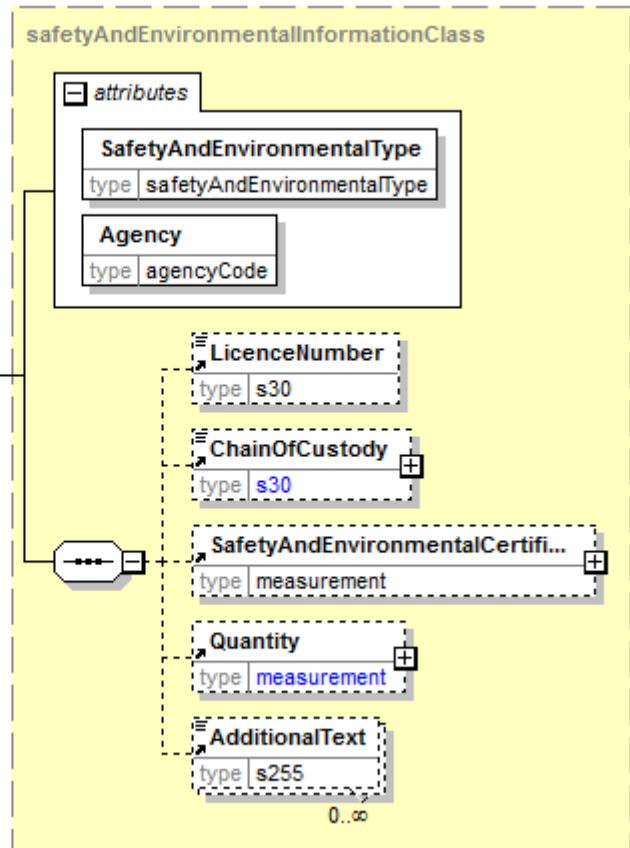 safetyAndEnvironmentalInformationClass
attributes
SafetyAndEnvironmentalType
type safetyAndEnvironmentalType
Agency
type agencyCode
LicenceNumber
type s30
ChainOfCustody
type s30
SafetyAndEnvironmentalCertifi...
type measurement
Quantity
type measurement
AdditionalText
type s255
0..∞